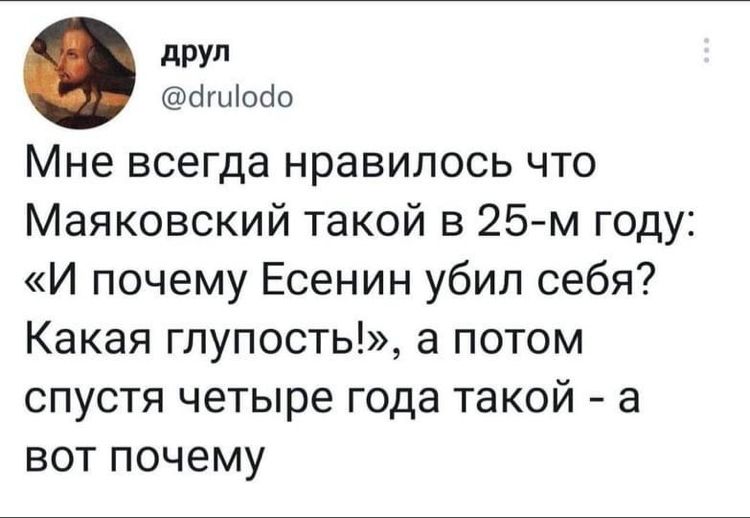 друл
@drulodo
Мне всегда нравилось что
Маяковский такой в 25-м году:
«И почему Есенин убил себя?
Какая глупость!», а потом
спустя четыре года такой - а
вот почему